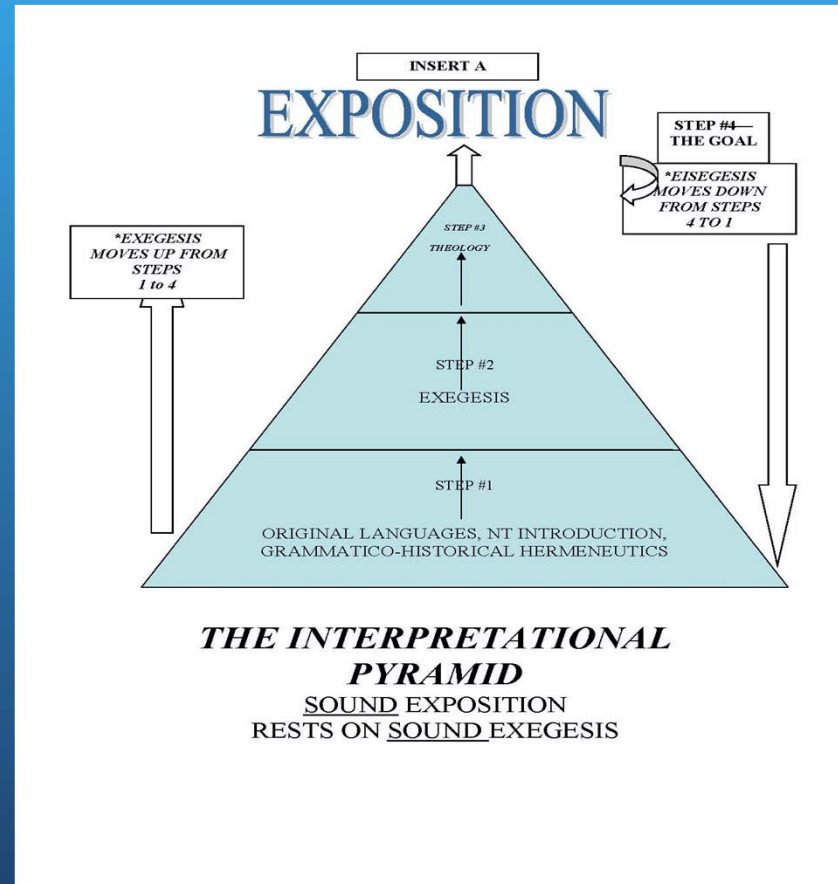 INSERT A
EXPOSITION
STEP #4—
THE GOAL
*EISEGESIS
MOVES DOWN
FROM STEPS
4 TO 1
*EXEGESIS
MOVES UP FROM
STEPS
1 to 4
STEP #3
THEOLOGY
STEP #2
EXEGESIS
STEP #1
ORIGINAL LANGUAGES, NT INTRODUCTION,
GRAMMATICO-HISTORICAL HERMENEUTICS
THE INTERPRETATIONAL
PYRAMID
SOUND EXPOSITION
RESTS ON SOUND EXEGESIS